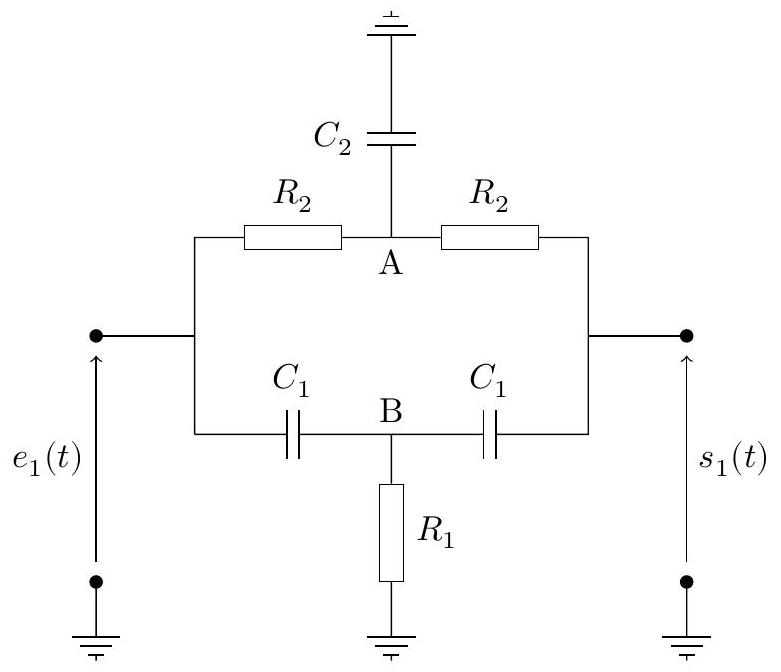 C₂
R₂
R₂
A
C₁
C₁
B
e₁(t)
s₁(t)
R₁